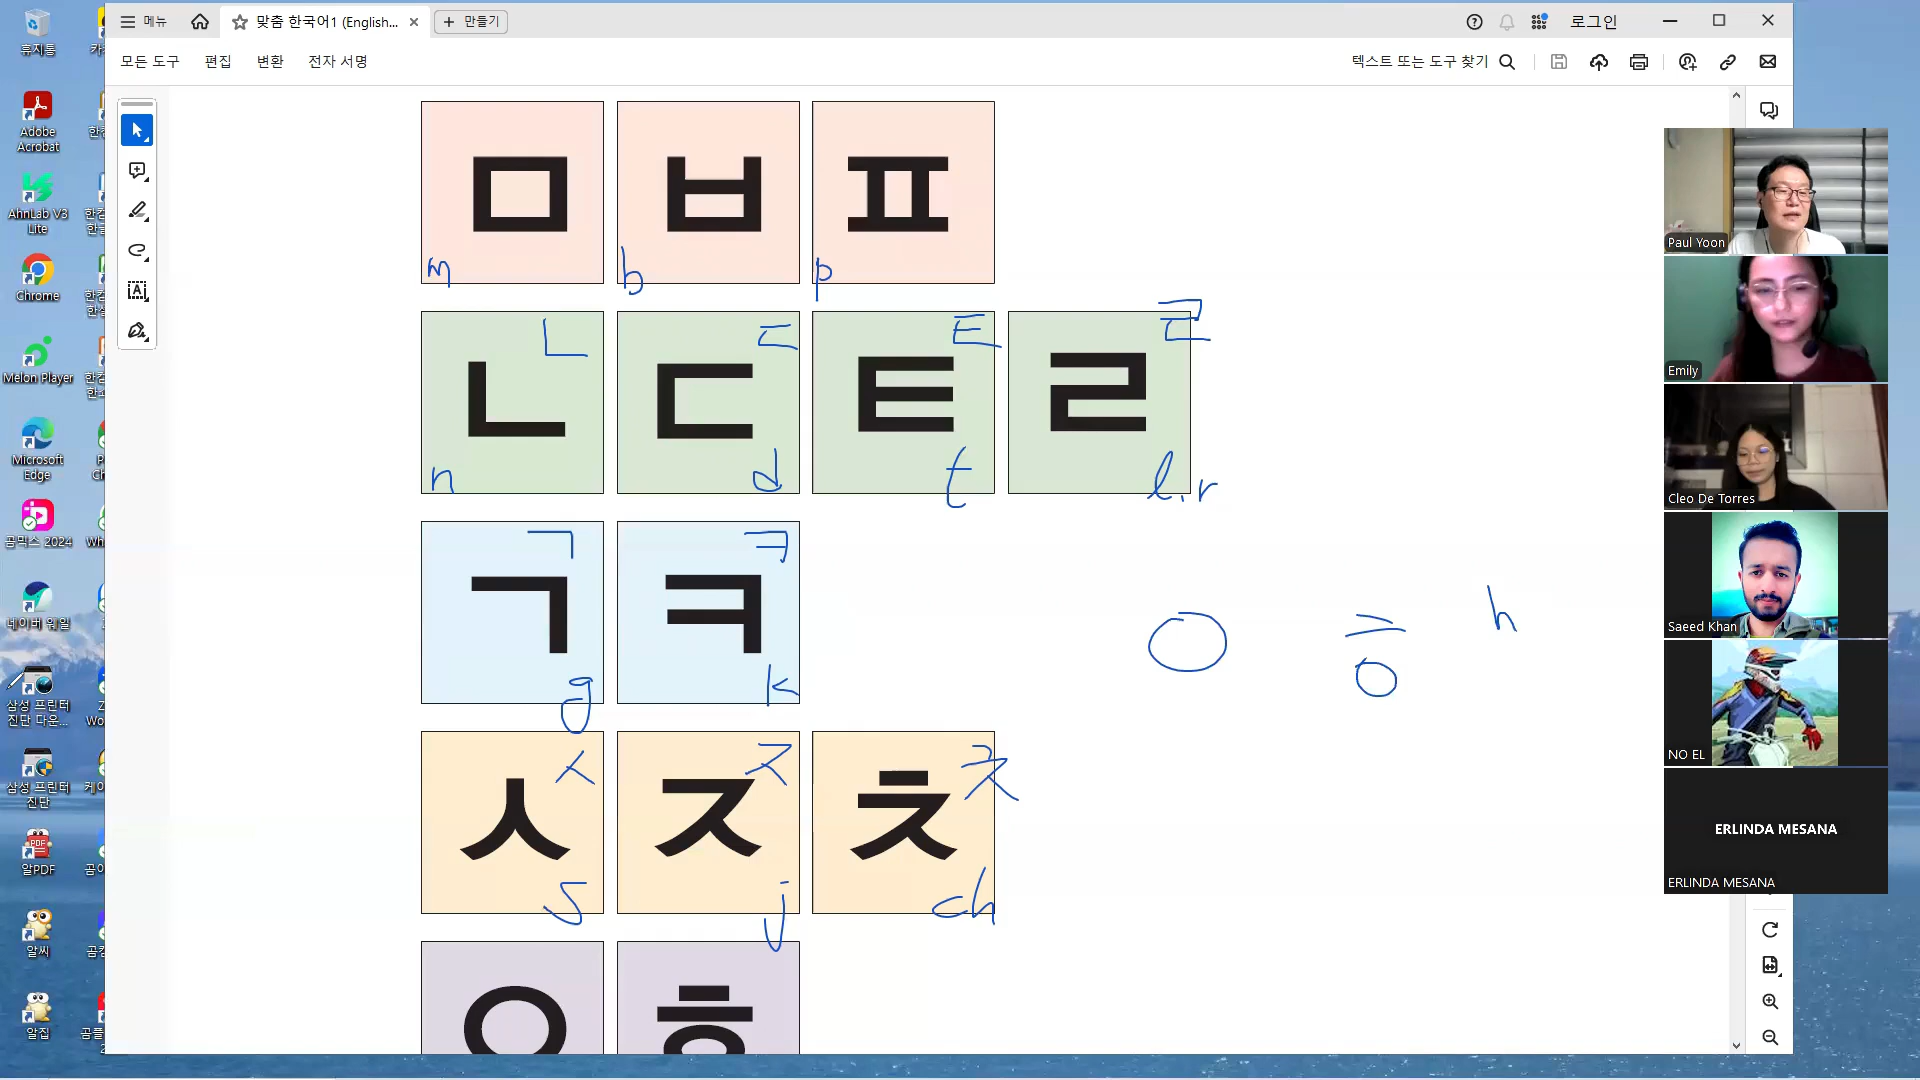 메뉴 맞춤 한국어1 (English... 만들기 로그인
모든 도구 편집 변환 전자 서명 텍스트 또는 도구 찾기
휴지통
Adobe Acrobat
AhnLab V3 Lite
Chrome
Melon Player
Microsoft Edge
곰믹스 2024
네이버 웨일
삼성 프린터 진단 다운...
삼성 프린터 진단
알PDF
알씨
알집
ㅁ ㅂ ㅍ
m b p
ㄴ ㄷ ㅌ ㄹ
ㄴ ㄷ ㅌ ㄹ
n d t l.r
ㄱ ㅋ
ㄱ ㅋ
g k
ㅇ ㅎ h
ㅅ ㅈ ㅊ
ㅅ ㅈ ㅊ
s j ch
ㅇ ㅎ
Paul Yoon
Emily
Cleo De Torres
Saeed Khan
NO EL
ERLINDA MESANA
ERLINDA MESANA